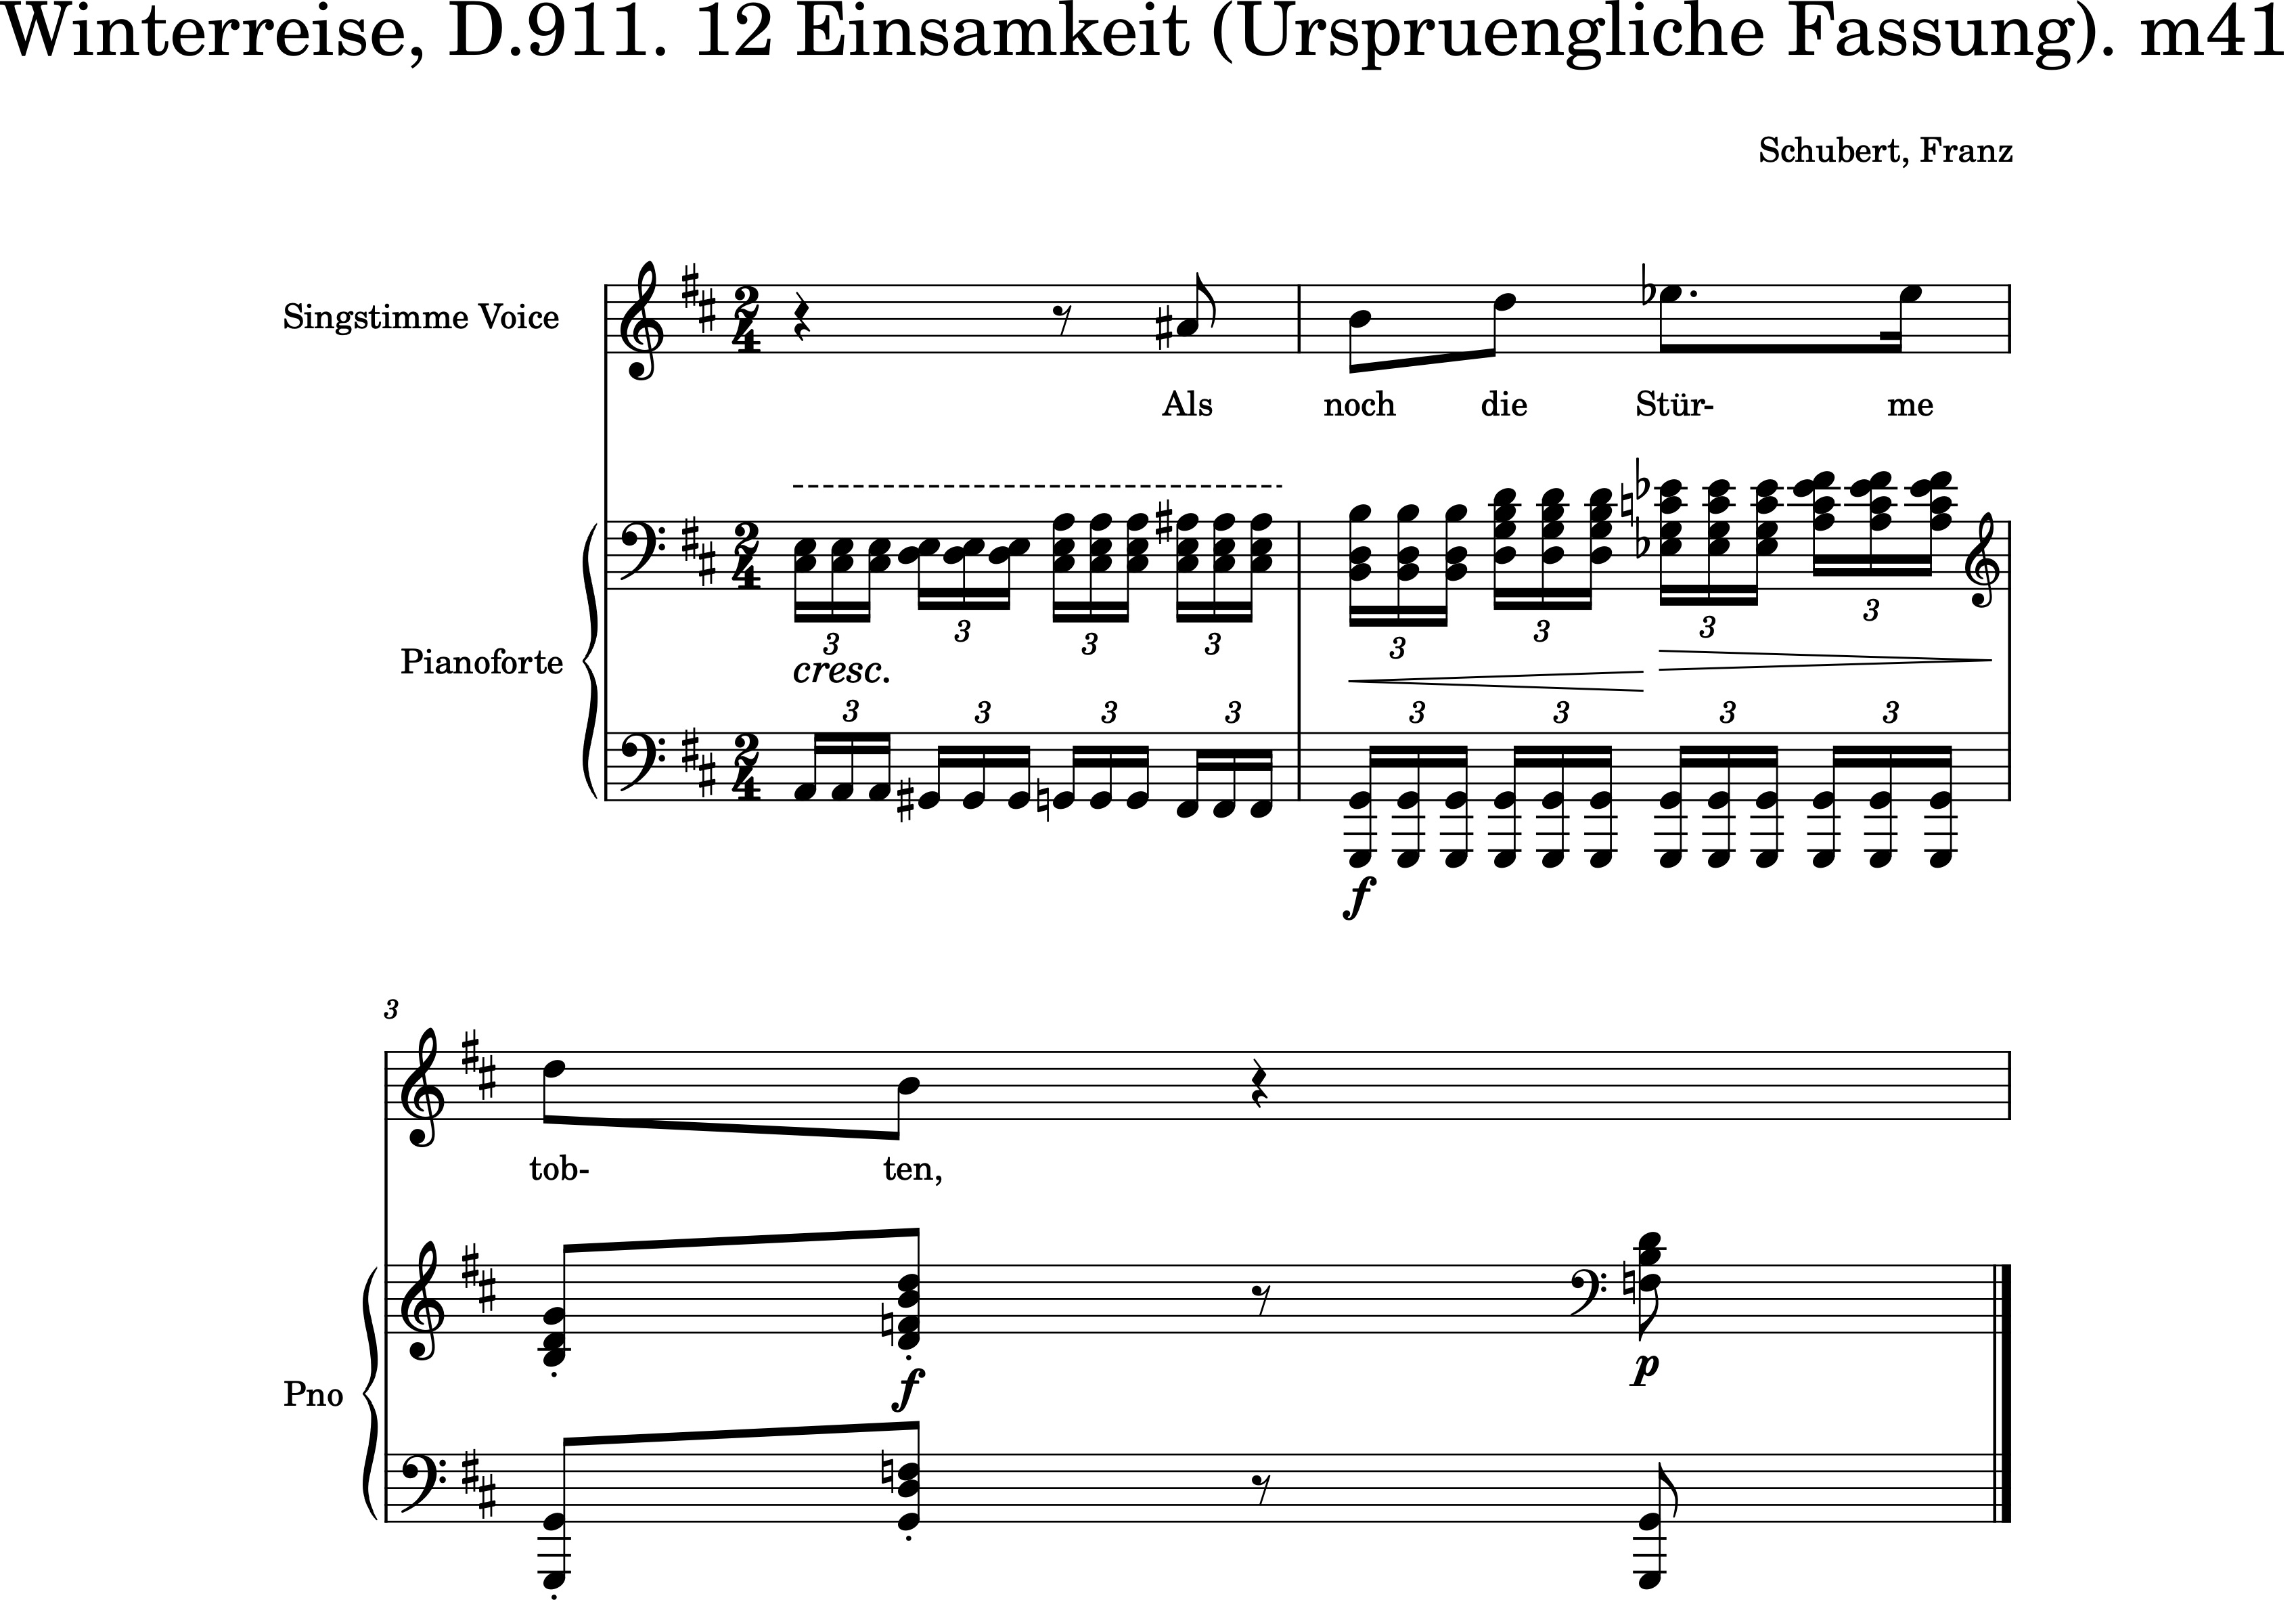 Winterreise, D.911. 12 Einsamkeit (Urspruengliche Fassung). m41
Schubert, Franz
Singstimme Voice
2 4
Als noch die Stür- me
Pianoforte
2 4
3 3 3 3 3 3 3 3
cresc.
3 3 3 3 3 3 3 3
2 4
f
3
tob- ten,
Pno
f p